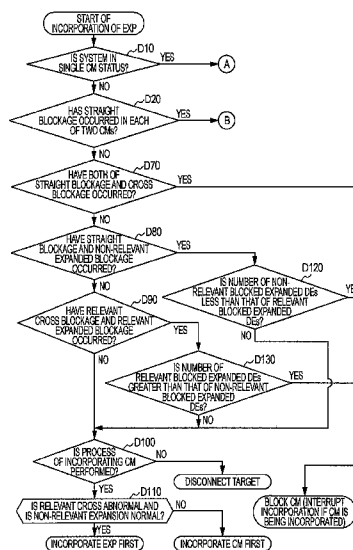 START OF
INCORPORATION OF EXP
D10
IS SYSTEM IN
SINGLE CM STATUS?
YES
A
NO
D20
HAS STRAIGHT
BLOCKAGE OCCURRED IN EACH
OF TWO CMs?
YES
B
NO
D70
HAVE BOTH OF
STRAIGHT BLOCKAGE AND CROSS
BLOCKAGE OCCURRED?
YES
NO
D80
HAVE STRAIGHT
BLOCKAGE AND NON-RELEVANT
EXPANDED BLOCKAGE
OCCURRED?
YES
NO
D120
IS NUMBER OF NON-
RELEVANT BLOCKED EXPANDED DEs
LESS THAN THAT OF RELEVANT
BLOCKED EXPANDED
DEs?
YES
NO
D90
HAVE RELEVANT
CROSS BLOCKAGE AND RELEVANT
EXPANDED BLOCKAGE
OCCURRED?
YES
NO
D130
IS NUMBER OF
RELEVANT BLOCKED EXPANDED DEs
GREATER THAN THAT OF NON-RELEVANT
BLOCKED EXPANDED
DEs?
YES
NO
D100
IS PROCESS
OF INCORPORATING CM
PERFORMED?
NO
DISCONNECT TARGET
YES
D110
IS RELEVANT CROSS ABNORMAL AND
IS NON-RELEVANT EXPANSION NORMAL?
NO
YES
BLOCK CM (INTERRUPT
INCORPORATION IF CM IS
BEING INCORPORATED)
INCORPORATE EXP FIRST
INCORPORATE CM FIRST